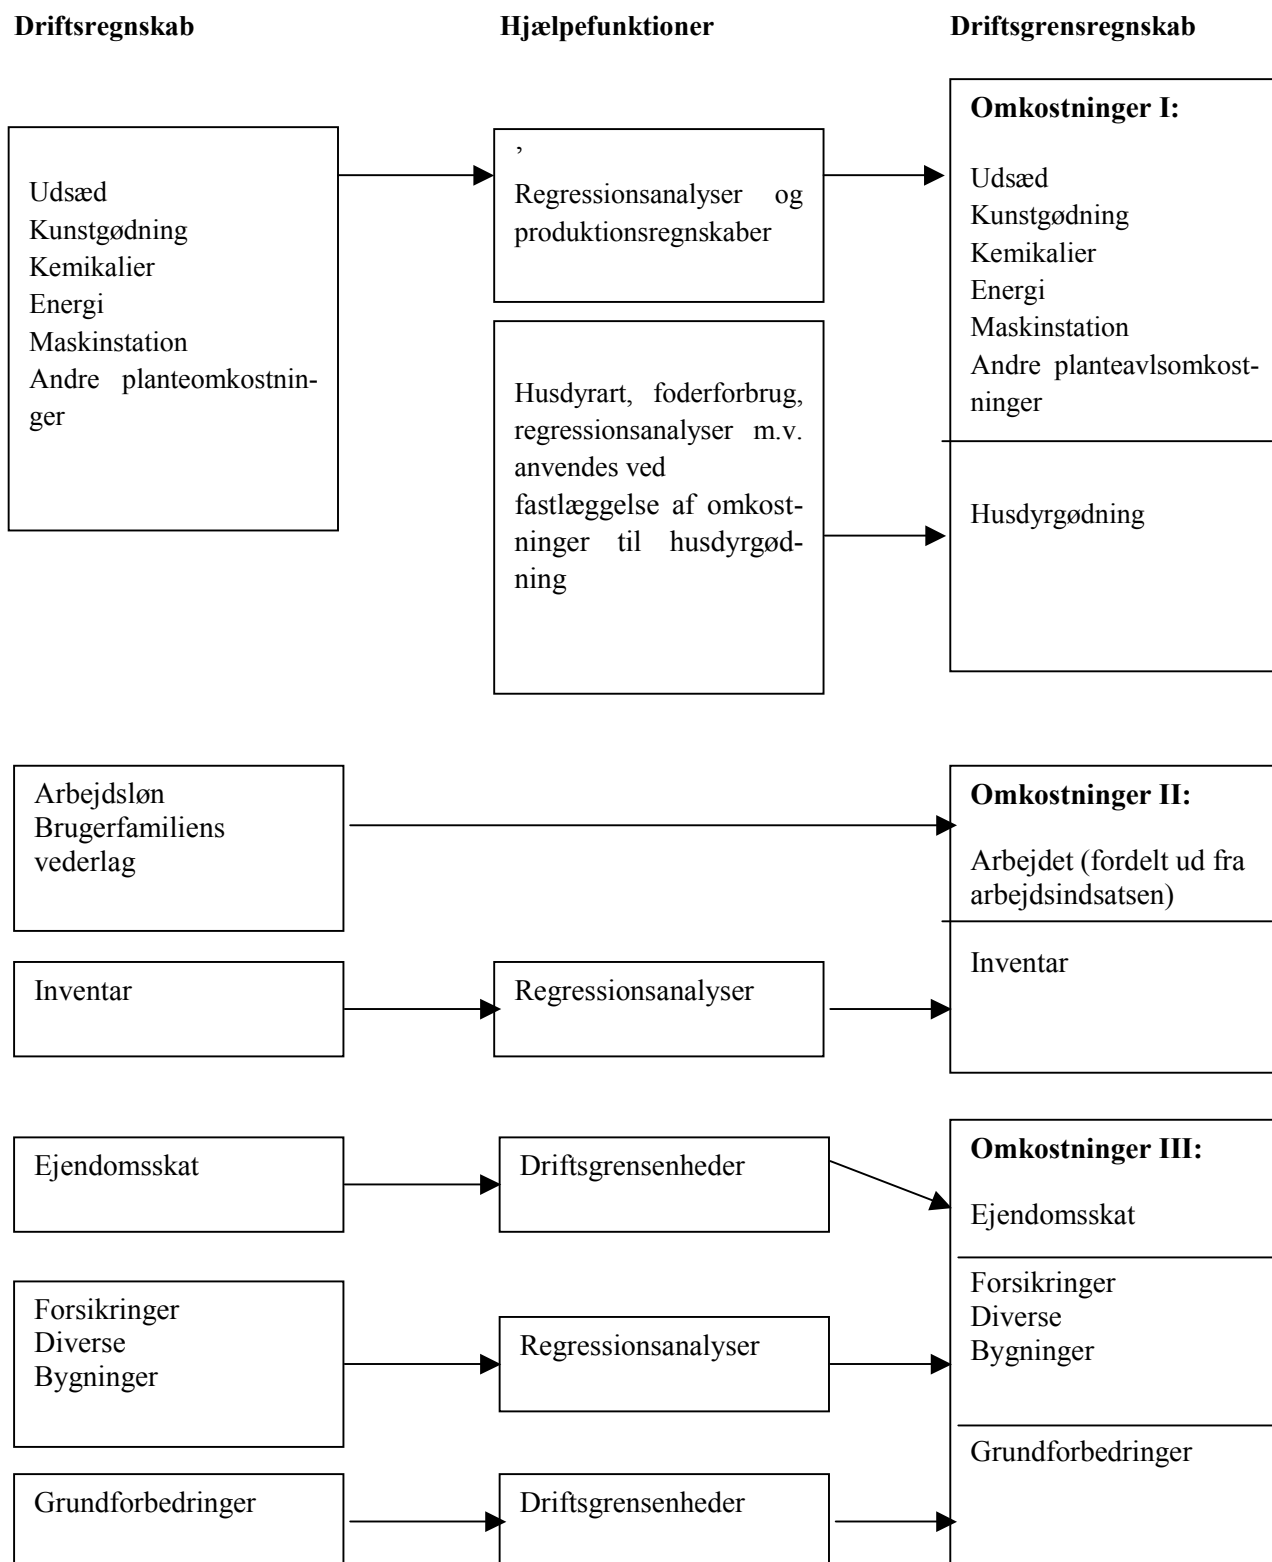 Driftsregnskab
Hjælpefunktioner
Driftsgrensregnskab
Udsæd
Kunstgødning
Kemikalier
Energi
Maskinstation
Andre planteomkostnin-
ger
,
Regressionsanalyser og
produktionsregnskaber
Omkostninger I:
Udsæd
Kunstgødning
Kemikalier
Energi
Maskinstation
Andre planteavlsomkost-
ninger
Husdyrart, foderforbrug,
regressionsanalyser m.v.
anvendes ved
fastlæggelse af omkost-
ninger til husdyrgød-
ning
Husdyrgødning
Arbejdsløn
Brugerfamiliens
vederlag
Omkostninger II:
Arbejdet (fordelt ud fra
arbejdsindsatsen)
Inventar
Regressionsanalyser
Inventar
Ejendomsskat
Driftsgrensenheder
Omkostninger III:
Ejendomsskat
Forsikringer
Diverse
Bygninger
Regressionsanalyser
Forsikringer
Diverse
Bygninger
Grundforbedringer
Driftsgrensenheder
Grundforbedringer